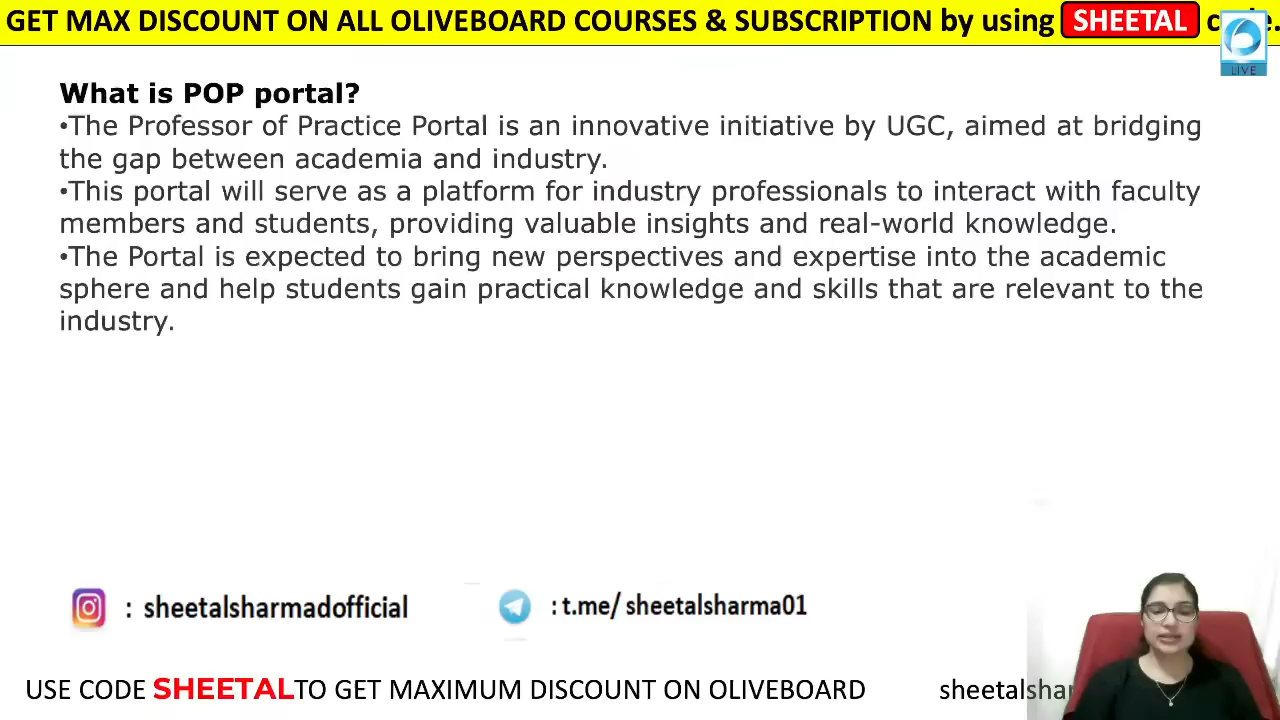 GET MAX DISCOUNT ON ALL OLIVEBOARD COURSES & SUBSCRIPTION by using SHEETAL
LIVE
What is POP portal?
•The Professor of Practice Portal is an innovative initiative by UGC, aimed at bridging
the gap between academia and industry.
•This portal will serve as a platform for industry professionals to interact with faculty
members and students, providing valuable insights and real-world knowledge.
•The Portal is expected to bring new perspectives and expertise into the academic
sphere and help students gain practical knowledge and skills that are relevant to the
industry.
: sheetalsharmadofficial
: t.me/ sheetalsharma01
USE CODE SHEETALTO GET MAXIMUM DISCOUNT ON OLIVEBOARD